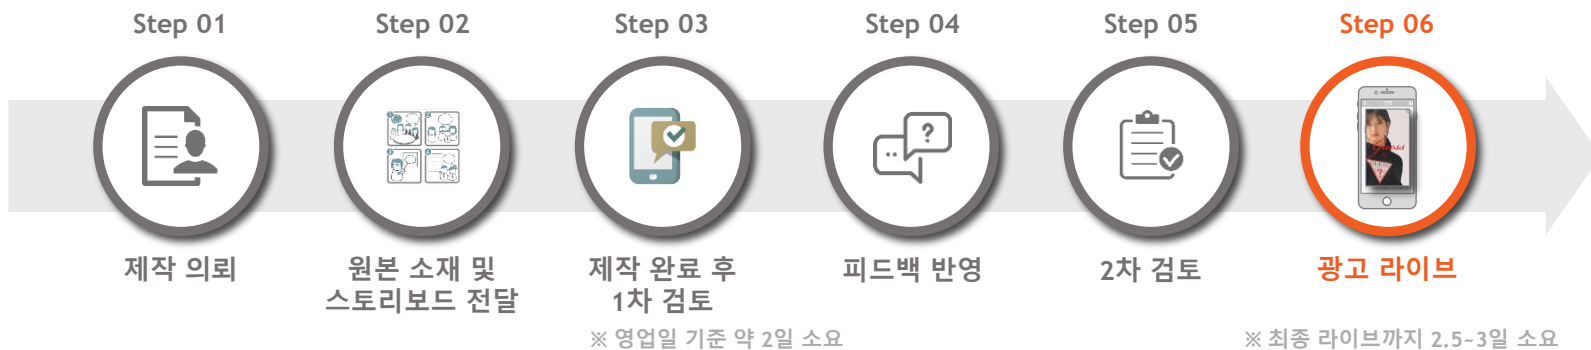 Step 01
Step 02
Step 03
Step 04
Step 05
Step 06
?
?
제작 의뢰
원본 소재 및
스토리보드 전달
제작 완료 후
1차 검토
피드백 반영
2차 검토
광고 라이브
※ 영업일 기준 약 2일 소요
※ 최종 라이브까지 2.5~3일 소요